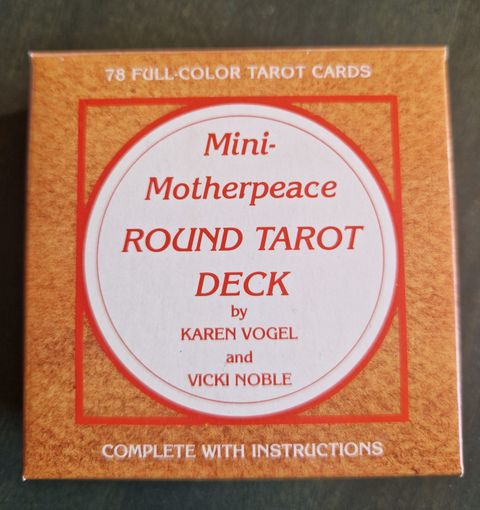 78 FULL-COLOR TAROT CARDS
Mini-
Motherpeace
ROUND TAROT
DECK
by
KAREN VOGEL
and
VICKI NOBLE
COMPLETE WITH INSTRUCTIONS